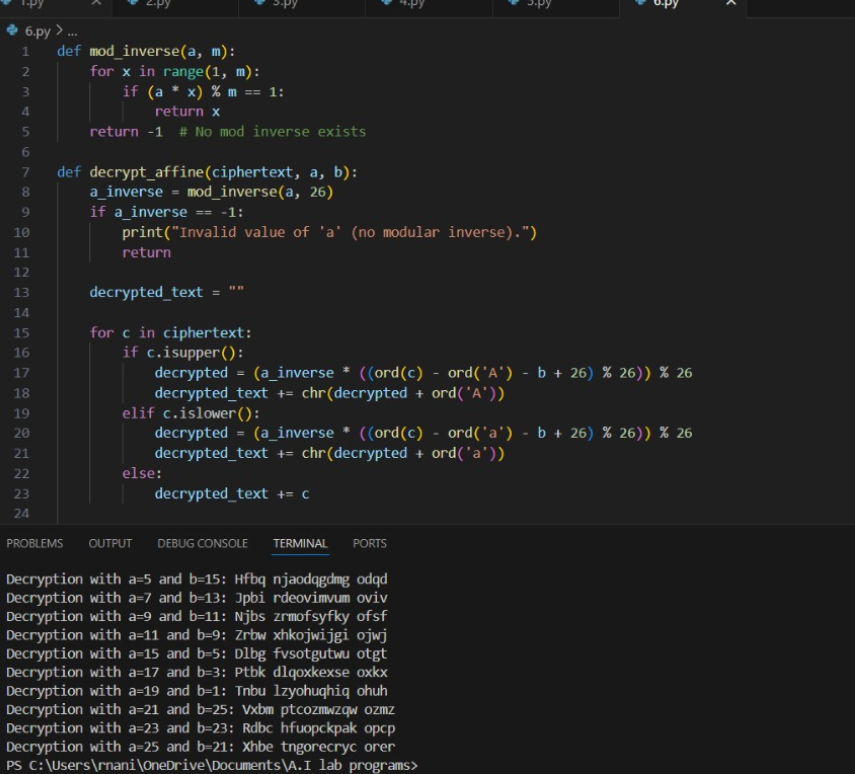 1.py × 2.py 3.py 4.py 5.py 6.py ×
6.py > ...
1 def mod_inverse(a, m):
2     for x in range(1, m):
3         if (a * x) % m == 1:
4             return x
5     return -1  # No mod inverse exists
6
7 def decrypt_affine(ciphertext, a, b):
8     a_inverse = mod_inverse(a, 26)
9     if a_inverse == -1:
10         print("Invalid value of 'a' (no modular inverse).")
11         return
12
13     decrypted_text = ""
14
15     for c in ciphertext:
16         if c.isupper():
17             decrypted = (a_inverse * ((ord(c) - ord('A') - b + 26) % 26)) % 26
18             decrypted_text += chr(decrypted + ord('A'))
19         elif c.islower():
20             decrypted = (a_inverse * ((ord(c) - ord('a') - b + 26) % 26)) % 26
21             decrypted_text += chr(decrypted + ord('a'))
22         else:
23             decrypted_text += c
24
PROBLEMS OUTPUT DEBUG CONSOLE TERMINAL PORTS
Decryption with a=5 and b=15: Hfbq njaodqgdmg odqd
Decryption with a=7 and b=13: Jpbi rdeovimvum oviv
Decryption with a=9 and b=11: Njbs zrmofsyfky ofsf
Decryption with a=11 and b=9: Zrbw xhkojwijgi ojwj
Decryption with a=15 and b=5: Dlbg fvsotgutwu otgt
Decryption with a=17 and b=3: Ptbk dlqoxkexse oxkx
Decryption with a=19 and b=1: Tnbu lzyohuqhiq ohuh
Decryption with a=21 and b=25: Vxbm ptcozmwzqw ozmz
Decryption with a=23 and b=23: Rdbc hfuopckpak opcp
Decryption with a=25 and b=21: Xhbe tngorecryc orer
PS C:\Users\rnani\OneDrive\Documents\A.I lab programs>